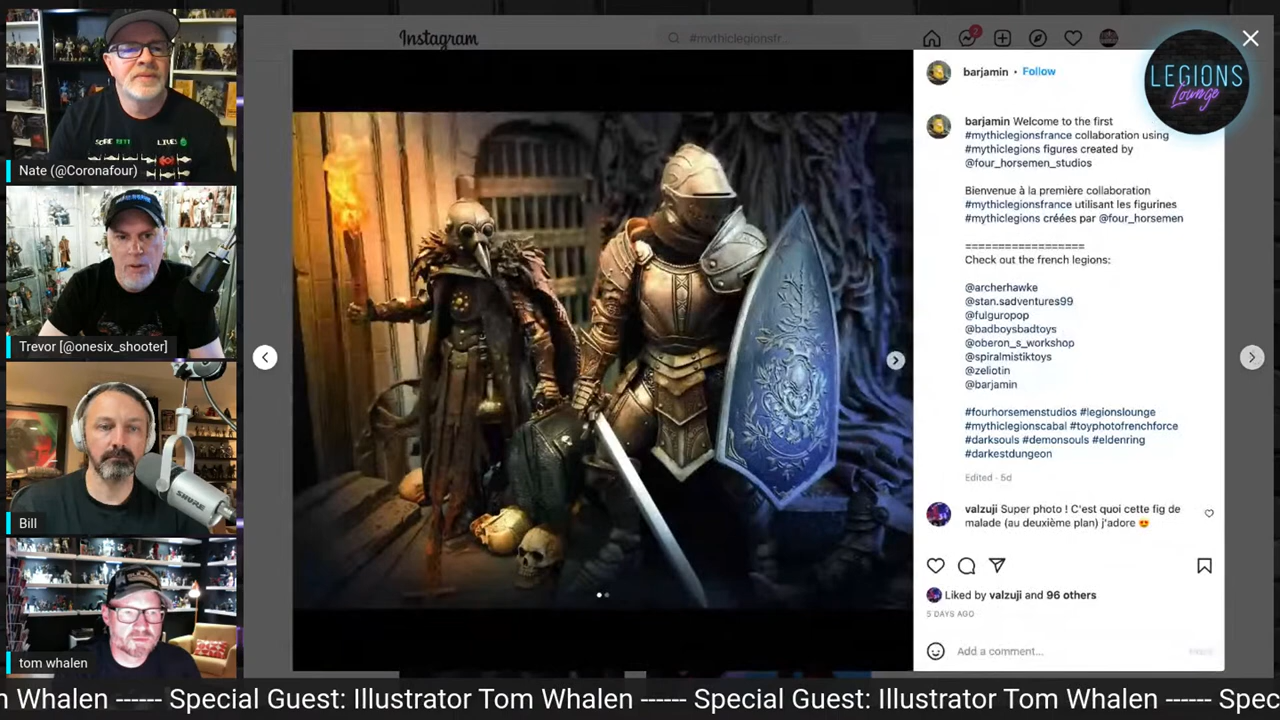 Nate (@Coronafour)
Trevor [@onesix_shooter]
Bill
SHURE
tom whalen
Instagram
#mythiclegionsfr...
2
LEGIONS
Lounge
barjamin • Follow
barjamin Welcome to the first
#mythiclegionsfrance collaboration using
#mythiclegions figures created by
@four_horsemen_studios
Bienvenue à la première collaboration
#mythiclegionsfrance utilisant les figurines
#mythiclegions créées par @four_horsemen
==================
Check out the french legions:
@archerhawke
@stan.sadventures99
@fulguropop
@badboysbadtoys
@oberon_s_workshop
@spiralmistiktoys
@zeliotin
@barjamin
#fourhorsemenstudios #legionslounge
#mythiclegionscabal #toyphotofrenchforce
#darksouls #demonsouls #eldenring
#darkestdungeon
Edited · 5d
valzuji Super photo ! C'est quoi cette fig de
malade (au deuxième plan) j'adore 😍
Liked by valzuji and 96 others
5 DAYS AGO
Add a comment...
m Whalen ------ Special Guest: Illustrator Tom Whalen ------ Special Guest: Illustrator Tom Whalen ------ Spec